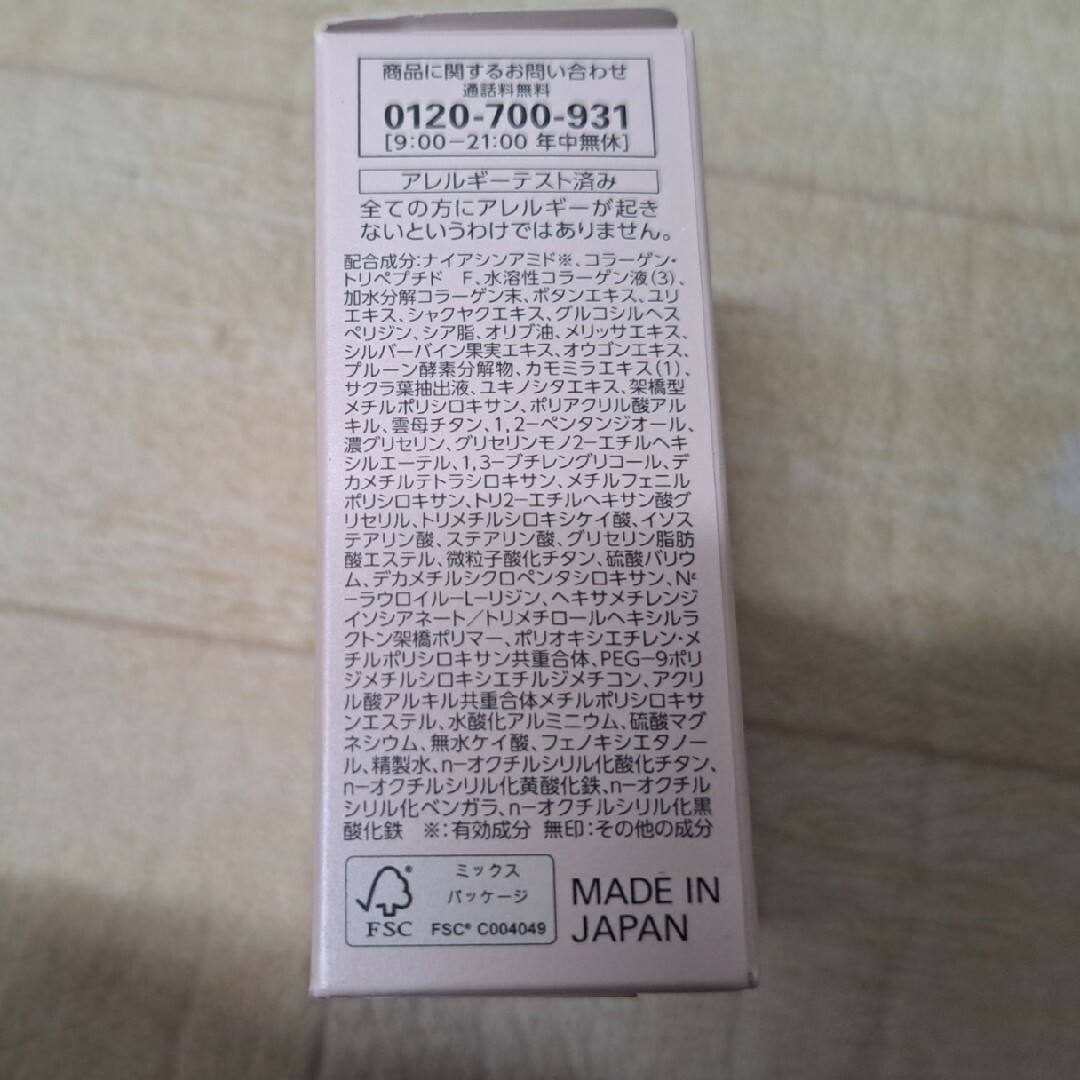 商品に関するお問い合わせ
通話料無料
0120-700-931
[9:00-21:00 年中無休]
アレルギーテスト済み
全ての方にアレルギーが起き
ないというわけではありません。
配合成分:ナイアシンアミド※、コラーゲン・
トリペプチド F、水溶性コラーゲン液(3)、
加水分解コラーゲン末、ボタンエキス、ユリ
エキス、シャクヤクエキス、グルコシルヘス
ペリジン、シア脂、オリブ油、メリッサエキス、
シルバーバイン果実エキス、オウゴンエキス、
プルーン酵素分解物、カモミラエキス(1)、
サクラ葉抽出液、ユキノシタエキス、架橋型
メチルポリシロキサン、ポリアクリル酸アル
キル、雲母チタン、1,2-ペンタンジオール、
濃グリセリン、グリセリンモノ2-エチルヘキ
シルエーテル、1,3-ブチレングリコール、デ
カメチルテトラシロキサン、メチルフェニル
ポリシロキサン、トリ2-エチルヘキサン酸グ
リセリル、トリメチルシロキシケイ酸、イソス
テアリン酸、ステアリン酸、グリセリン脂肪
酸エステル、微粒子酸化チタン、硫酸バリウ
ム、デカメチルシクロペンタシロキサン、Nε
-ラウロイル-L-リジン、ヘキサメチレンジ
イソシアネート/トリメチロールヘキシルラ
クトン架橋ポリマー、ポリオキシエチレン・メ
チルポリシロキサン共重合体、PEG-9ポリ
ジメチルシロキシエチルジメチコン、アクリ
ル酸アルキル共重合体メチルポリシロキサ
ンエステル、水酸化アルミニウム、硫酸マグ
ネシウム、無水ケイ酸、フェノキシエタノー
ル、精製水、n-オクチルシリル化酸化チタン、
n-オクチルシリル化黄酸化鉄、n-オクチル
シリル化ベンガラ、n-オクチルシリル化黒
酸化鉄 ※:有効成分 無印:その他の成分
ミックス
パッケージ
FSC
FSC® C004049
MADE IN
JAPAN